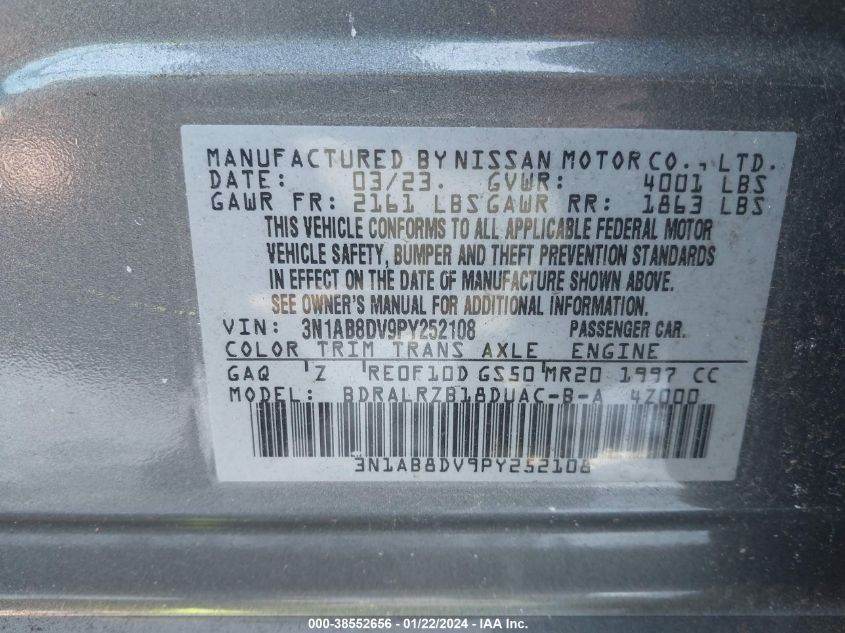 MANUFACTURED BY NISSAN MOTOR CO., LTD.
DATE: 03/23. GVWR: 4001 LBS
GAWR FR: 2161 LBS GAWR RR: 1863 LBS
THIS VEHICLE CONFORMS TO ALL APPLICABLE FEDERAL MOTOR
VEHICLE SAFETY, BUMPER AND THEFT PREVENTION STANDARDS
IN EFFECT ON THE DATE OF MANUFACTURE SHOWN ABOVE.
SEE OWNER'S MANUAL FOR ADDITIONAL INFORMATION.
VIN: 3N1AB8DV9PY252108 PASSENGER CAR.
COLOR TRIM TRANS AXLE ENGINE
GAQ 'Z 'RE0F10D GS50 'MR20 1997 CC
MODEL: BDRALRZB18DUAC-B-A 4Z000
3N1AB8DV9PY252108
000-38552656 - 01/22/2024 - IAA Inc.